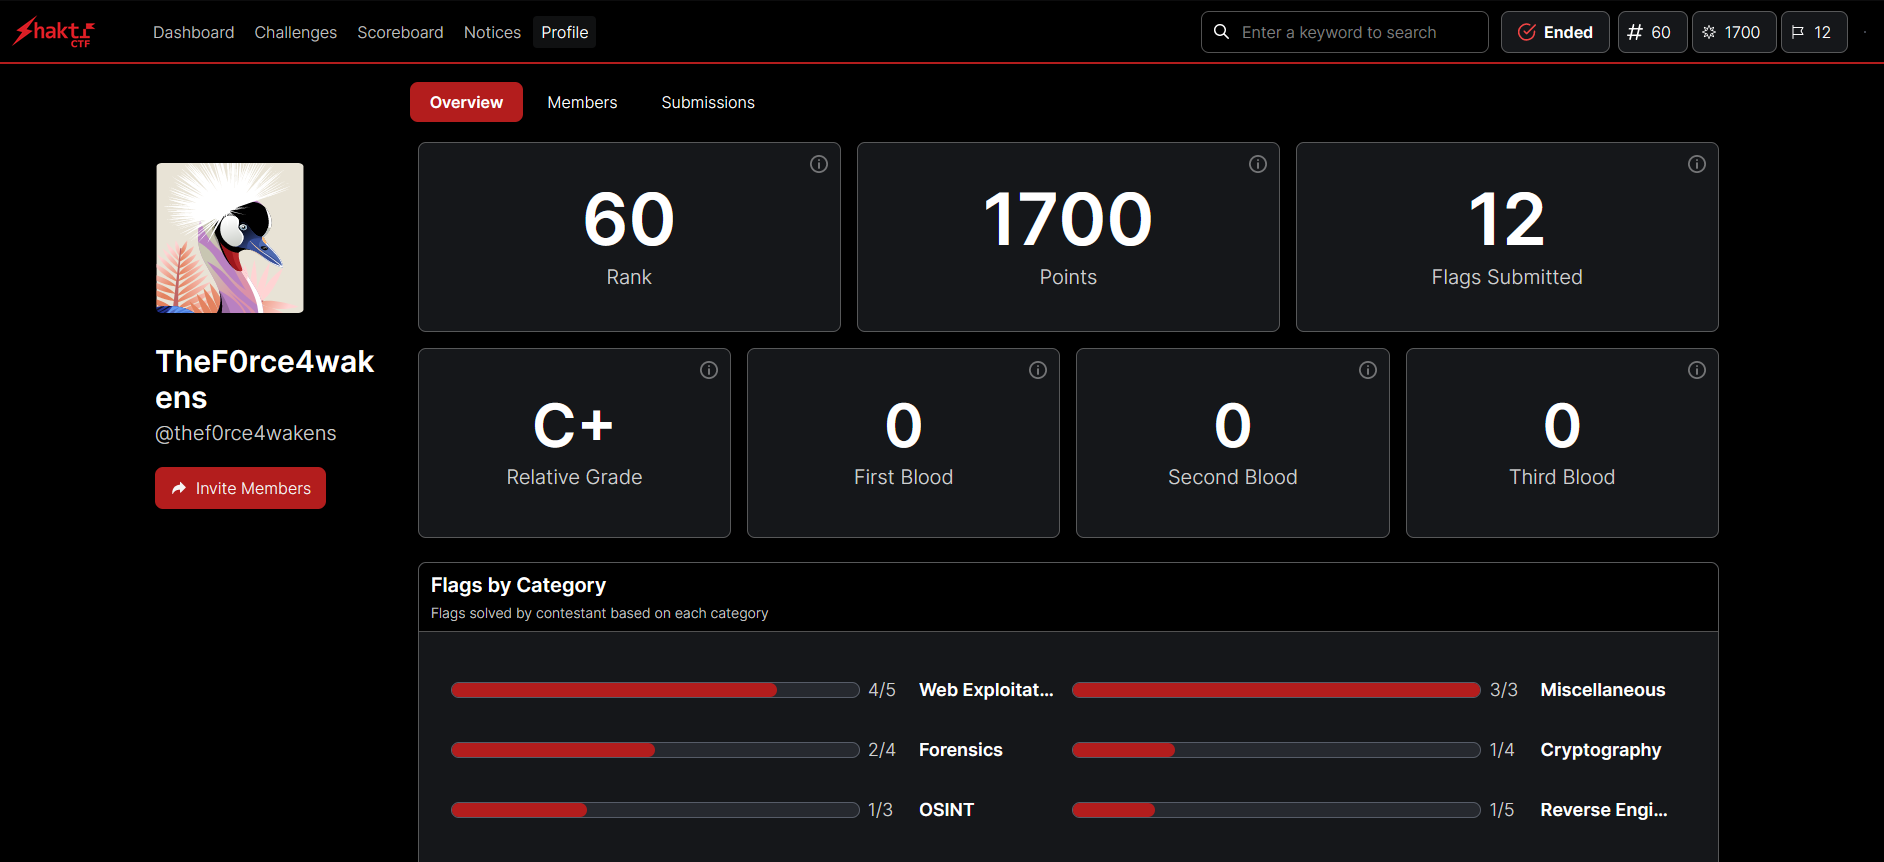 Shakti
CTF
Dashboard Challenges Scoreboard Notices Profile
Enter a keyword to search
Ended
# 60
1700
12
Overview Members Submissions
TheF0rce4wak
ens
@thef0rce4wakens
Invite Members
60
Rank
1700
Points
12
Flags Submitted
C+
Relative Grade
0
First Blood
0
Second Blood
0
Third Blood
Flags by Category
Flags solved by contestant based on each category
4/5 Web Exploitat...
3/3 Miscellaneous
2/4 Forensics
1/4 Cryptography
1/3 OSINT
1/5 Reverse Engi...